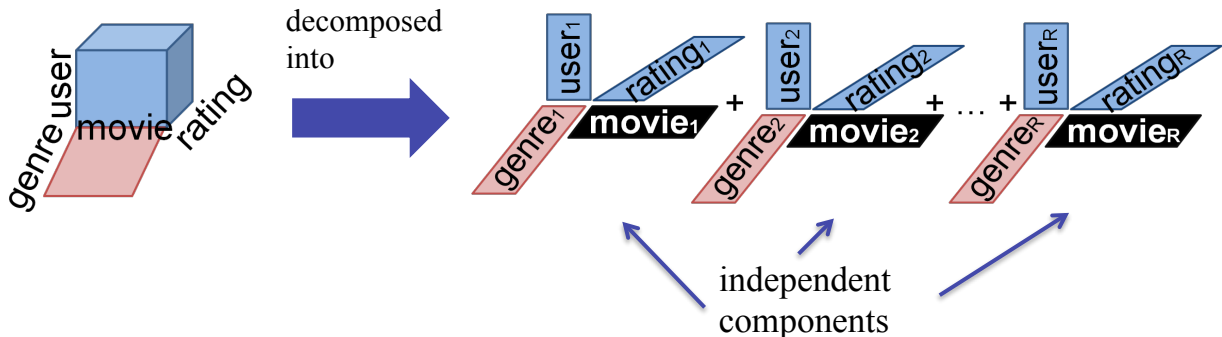 decomposed
into
user
genre
movie
rating
user1
rating1
genre1
movie1
+
user2
rating2
genre2
movie2
+ ... +
userR
ratingR
genreR
movieR
independent
components